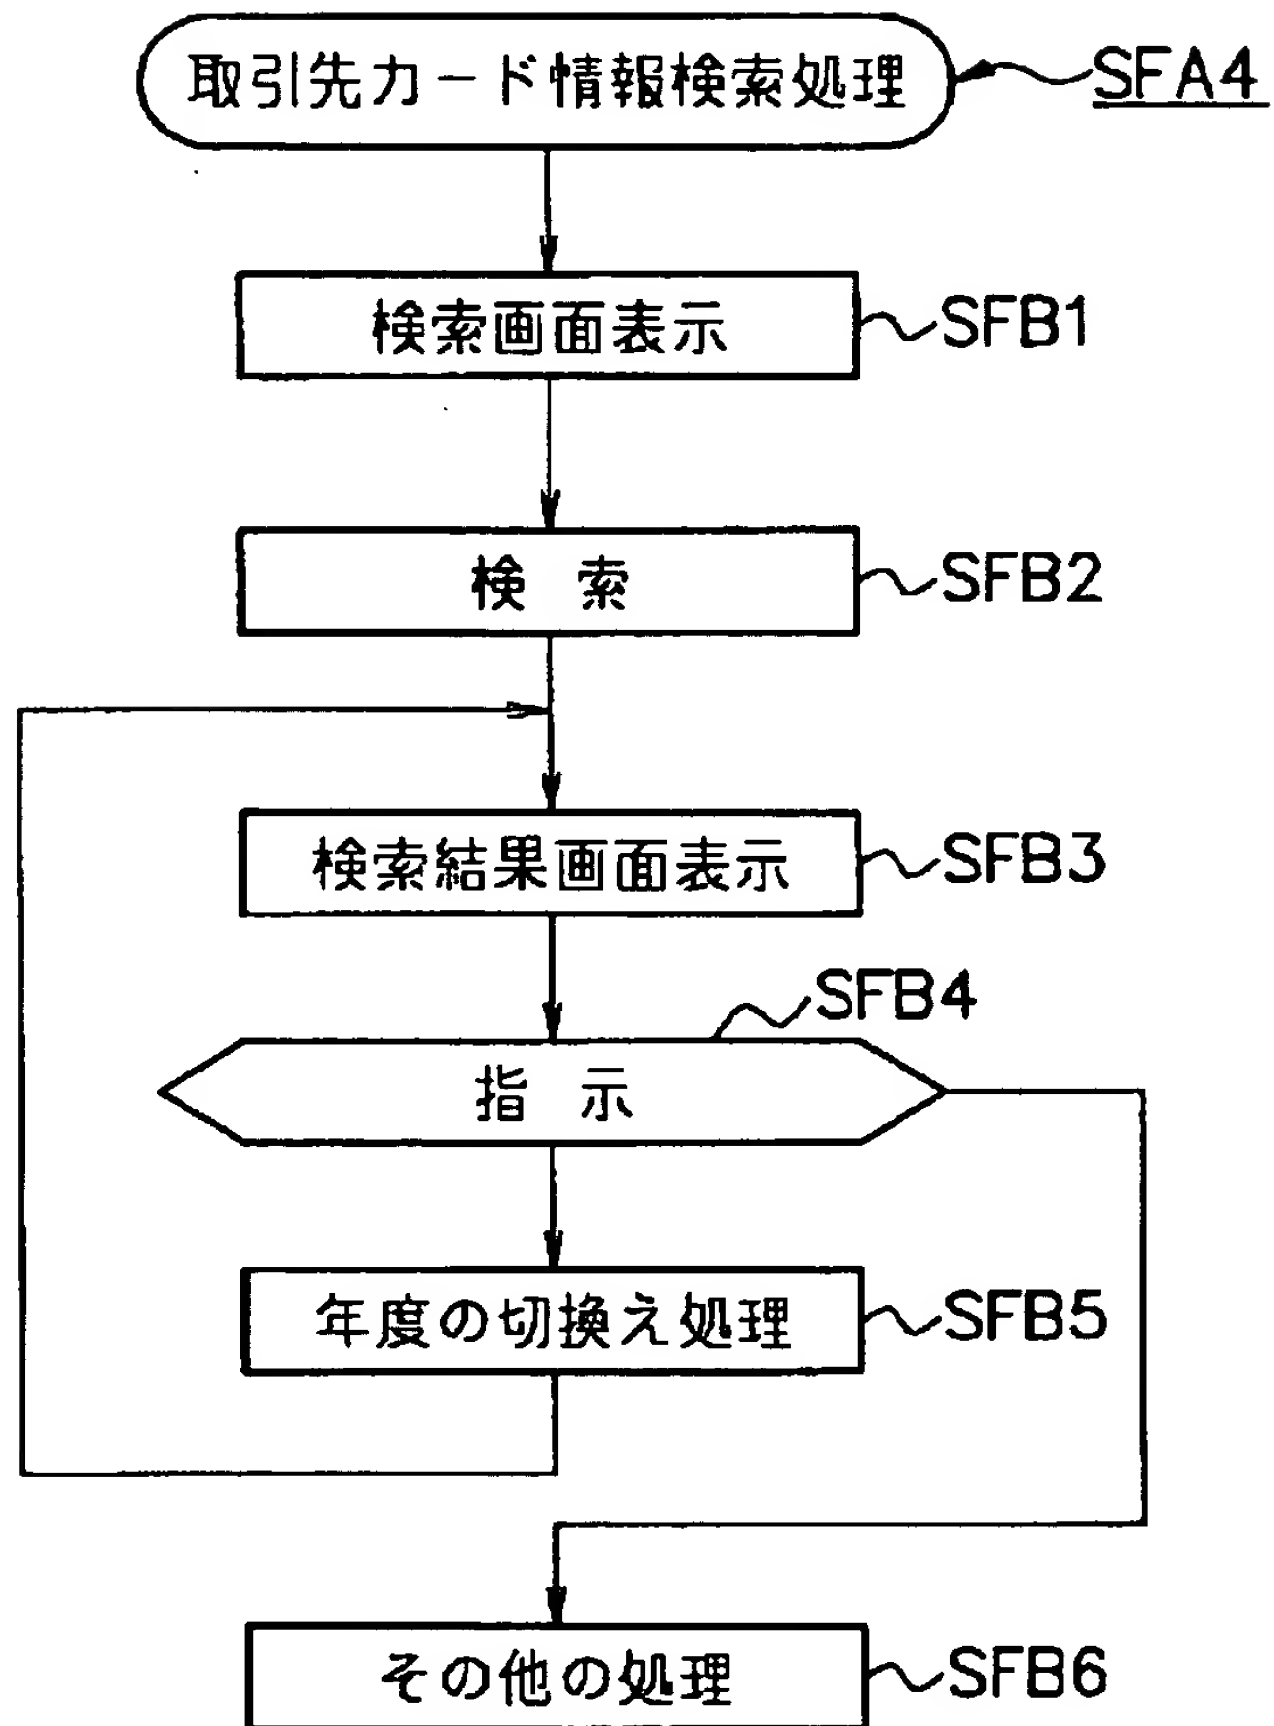 取引先カード情報検索処理
SFA4
検索画面表示
SFB1
検 索
SFB2
検索結果画面表示
SFB3
SFB4
指 示
年度の切換え処理
SFB5
その他の処理
SFB6